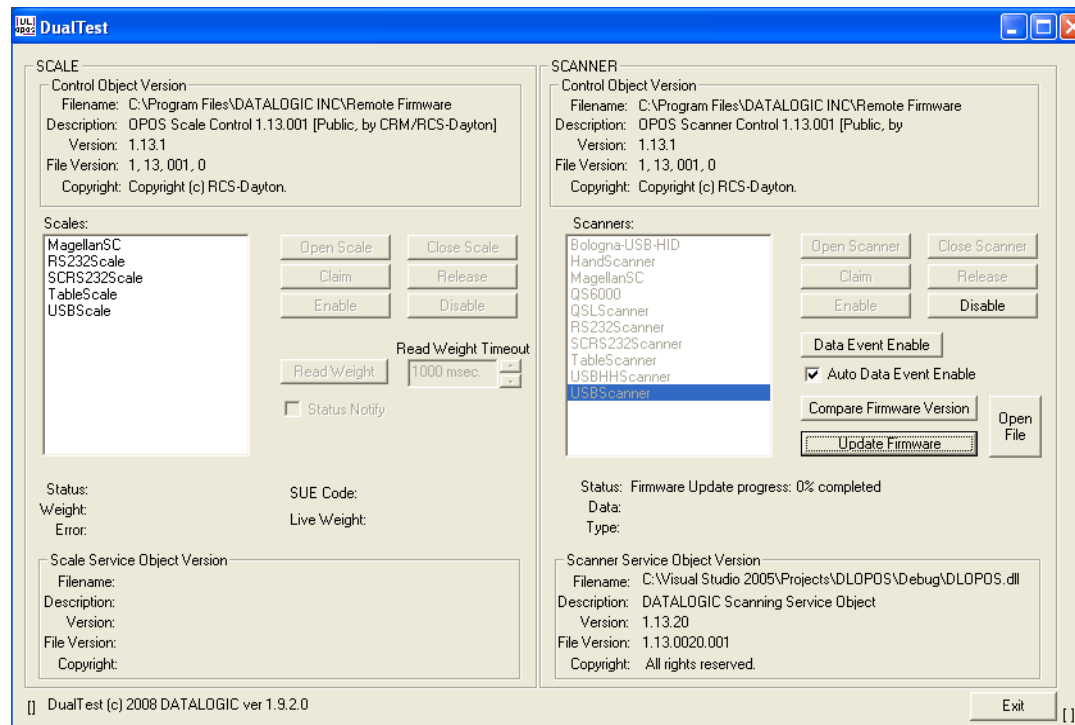 JUL
opos
DualTest
SCALE
Control Object Version
Filename: C:\Program Files\DATALOGIC INC\Remote Firmware
Description: OPOS Scale Control 1.13.001 [Public, by CRM/RCS-Dayton]
Version: 1.13.1
File Version: 1, 13, 001, 0
Copyright: Copyright (c) RCS-Dayton.
Scales:
MagellanSC
RS232Scale
SCRS232Scale
TableScale
USBScale
Open Scale
Close Scale
Claim
Release
Enable
Disable
Read Weight Timeout
Read Weight
1000 msec.
Status Notify
Status:
Weight:
Error:
SUE Code:
Live Weight:
Scale Service Object Version
Filename:
Description:
Version:
File Version:
Copyright:
SCANNER
Control Object Version
Filename: C:\Program Files\DATALOGIC INC\Remote Firmware
Description: OPOS Scanner Control 1.13.001 [Public, by
Version: 1.13.1
File Version: 1, 13, 001, 0
Copyright: Copyright (c) RCS-Dayton.
Scanners:
Bologna-USB-HID
HandScanner
MagellanSC
QS6000
QSLScanner
RS232Scanner
SCRS232Scanner
TableScanner
USBHHScanner
USBScanner
Open Scanner
Close Scanner
Claim
Release
Enable
Disable
Data Event Enable
Auto Data Event Enable
Compare Firmware Version
Open
File
Update Firmware
Status: Firmware Update progress: 0% completed
Data:
Type:
Scanner Service Object Version
Filename: C:\Visual Studio 2005\Projects\DLOPOS\Debug\DLOPOS.dll
Description: DATALOGIC Scanning Service Object
Version: 1.13.20
File Version: 1.13.0020.001
Copyright: All rights reserved.
[] DualTest (c) 2008 DATALOGIC ver 1.9.2.0
Exit
[ ]